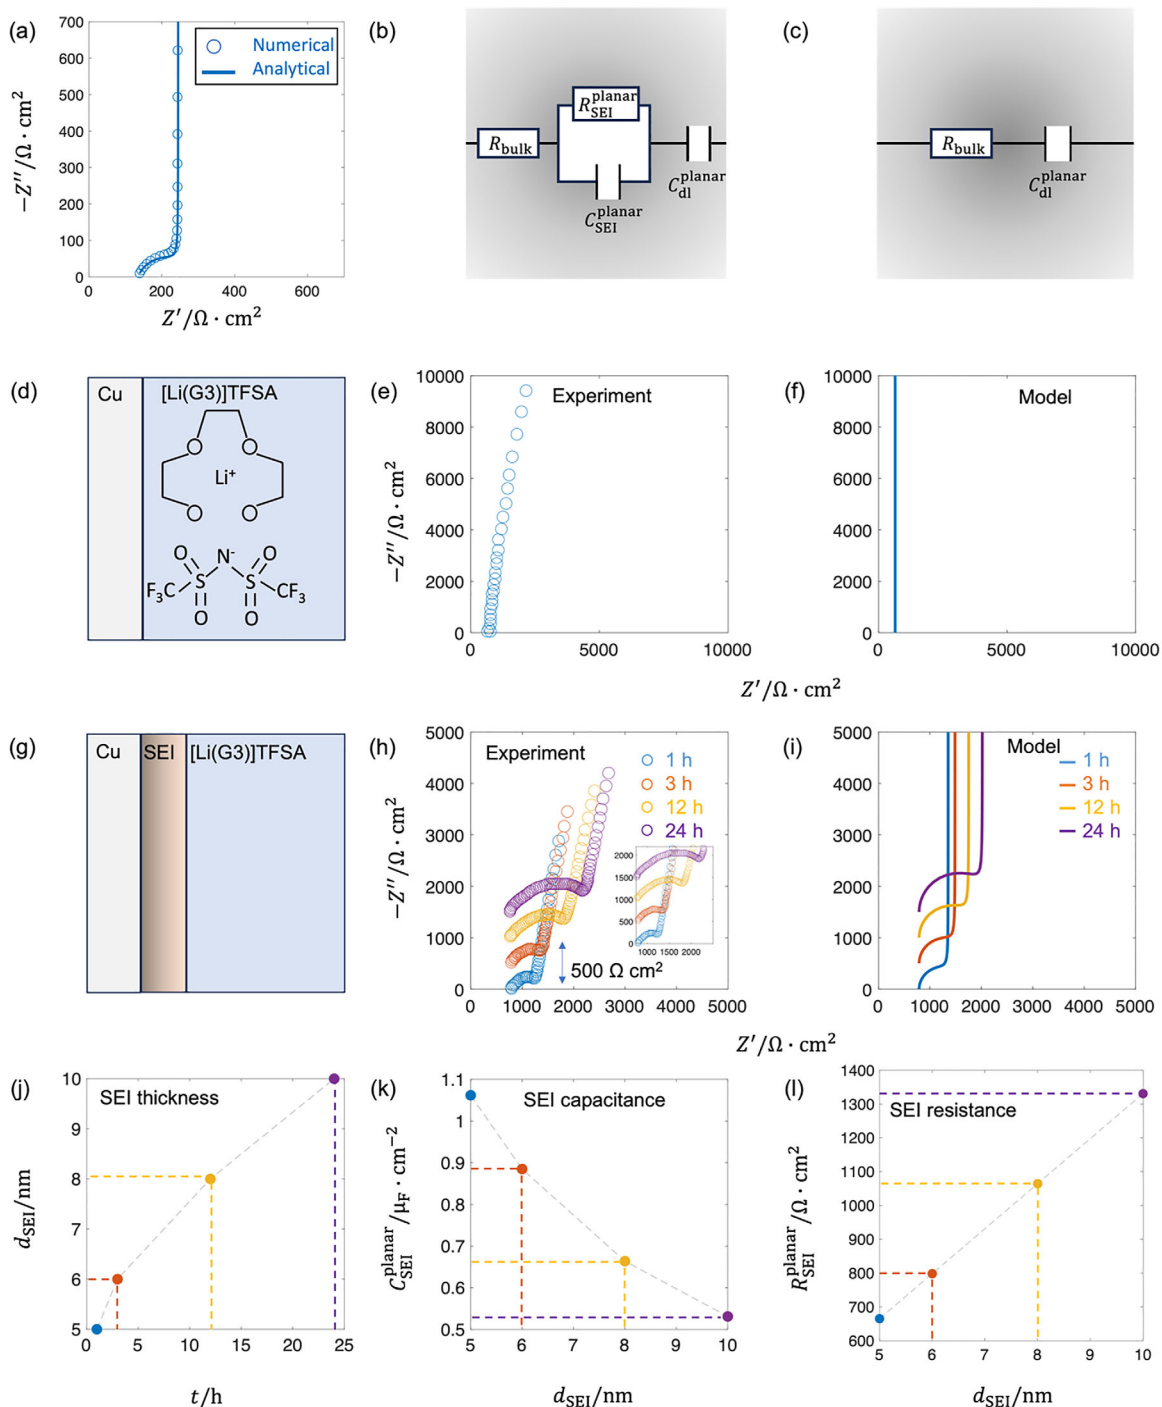 (a)
700
600
500
400
300
200
100
0
−Z''/Ω · cm²
0 200 400 600
Z'/Ω · cm²
Numerical
Analytical
(b)
R_SEI^planar
R_bulk
C_dl^planar
C_SEI^planar
(c)
R_bulk
C_dl^planar
(d)
Cu [Li(G3)]TFSA
O O
Li⁺
O O
O N⁻ O
F₃C S S CF₃
O O
(e)
Experiment
10000
8000
6000
4000
2000
0
−Z''/Ω · cm²
0 5000 10000
(f)
Model
10000
8000
6000
4000
2000
0
0 5000 10000
Z'/Ω · cm²
(g)
Cu SEI [Li(G3)]TFSA
(h)
Experiment
1 h
3 h
12 h
24 h
5000
4000
3000
2000
1000
0
−Z''/Ω · cm²
2000
1500
1000
500
0
1000 1500 2000
500 Ω cm²
0 1000 2000 3000 4000 5000
(i)
Model
1 h
3 h
12 h
24 h
5000
4000
3000
2000
1000
0
0 1000 2000 3000 4000 5000
Z'/Ω · cm²
(j)
SEI thickness
10
9
8
7
6
5
d_SEI/nm
0 5 10 15 20 25
t/h
(k)
SEI capacitance
1.1
1
0.9
0.8
0.7
0.6
0.5
C_SEI^planar/μ_F · cm⁻²
5 6 7 8 9 10
d_SEI/nm
(l)
SEI resistance
1400
1300
1200
1100
1000
900
800
700
600
R_SEI^planar/Ω · cm²
5 6 7 8 9 10
d_SEI/nm